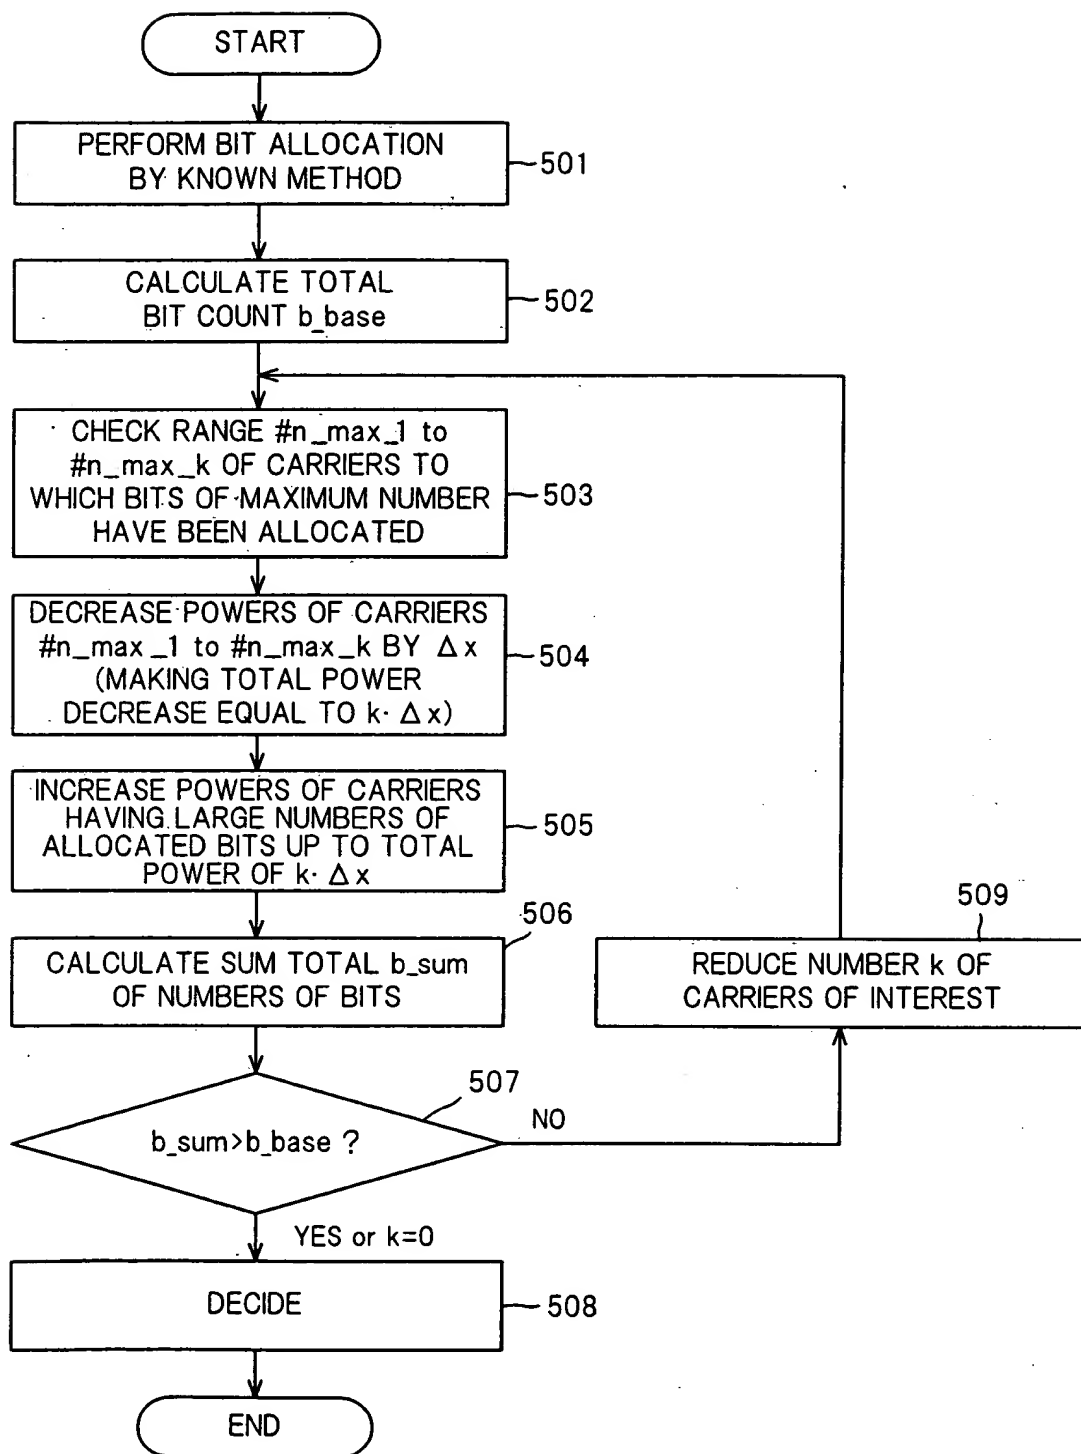 START
PERFORM BIT ALLOCATION
BY KNOWN METHOD
501
CALCULATE TOTAL
BIT COUNT b_base
502
CHECK RANGE #n_max_1 to
#n_max_k OF CARRIERS TO
WHICH BITS OF MAXIMUM NUMBER
HAVE BEEN ALLOCATED
503
DECREASE POWERS OF CARRIERS
#n_max_1 to #n_max_k BY Δx
(MAKING TOTAL POWER
DECREASE EQUAL TO k·Δx)
504
INCREASE POWERS OF CARRIERS
HAVING LARGE NUMBERS OF
ALLOCATED BITS UP TO TOTAL
POWER OF k·Δx
505
CALCULATE SUM TOTAL b_sum
OF NUMBERS OF BITS
506
REDUCE NUMBER k OF
CARRIERS OF INTEREST
509
b_sum>b_base ?
507
NO
YES or k=0
DECIDE
508
END